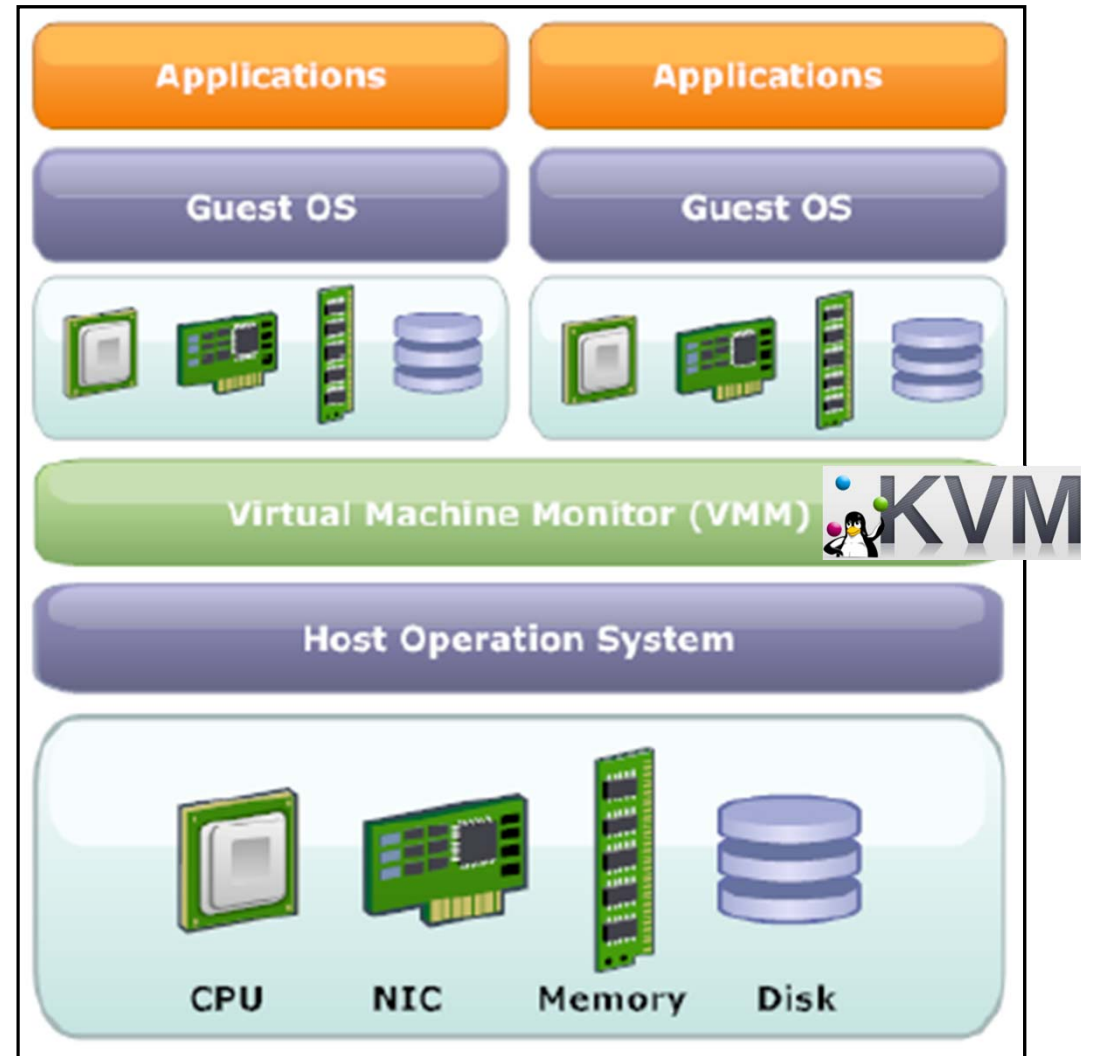 Applications Applications
Guest OS Guest OS
Virtual Machine Monitor (VMM) KVM
Host Operation System
CPU NIC Memory Disk